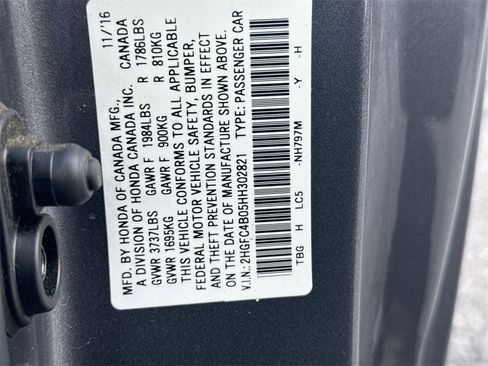 MFD. BY HONDA OF CANADA MFG., 11/'16
A DIVISION OF HONDA CANADA INC. CANADA
GVWR 3737LBS GAWR F 1984LBS R 1786LBS
GVWR 1695KG GAWR F 900KG R 810KG
THIS VEHICLE CONFORMS TO ALL APPLICABLE
FEDERAL MOTOR VEHICLE SAFETY, BUMPER,
AND THEFT PREVENTION STANDARDS IN EFFECT
ON THE DATE OF MANUFACTURE SHOWN ABOVE.
V.I.N.: 2HGFC4B05HH302821 TYPE: PASSENGER CAR
TBG H LC5 -NH797M -Y -H